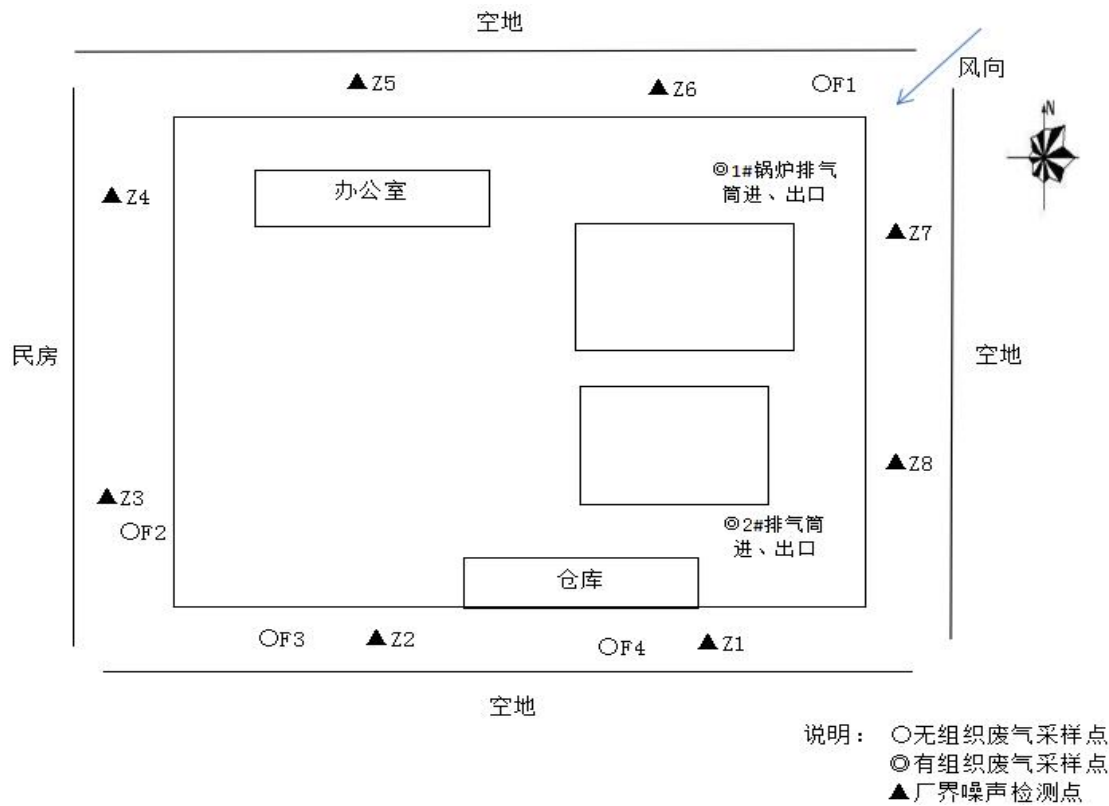 空地
风向
▲Z5
▲Z6
○F1
N
◎1#锅炉排气
筒进、出口
办公室
▲Z4
▲Z7
民房
空地
▲Z8
▲Z3
○F2
◎2#排气筒
进、出口
仓库
○F3
▲Z2
○F4
▲Z1
空地
说明： ○无组织废气采样点
◎有组织废气采样点
▲厂界噪声检测点